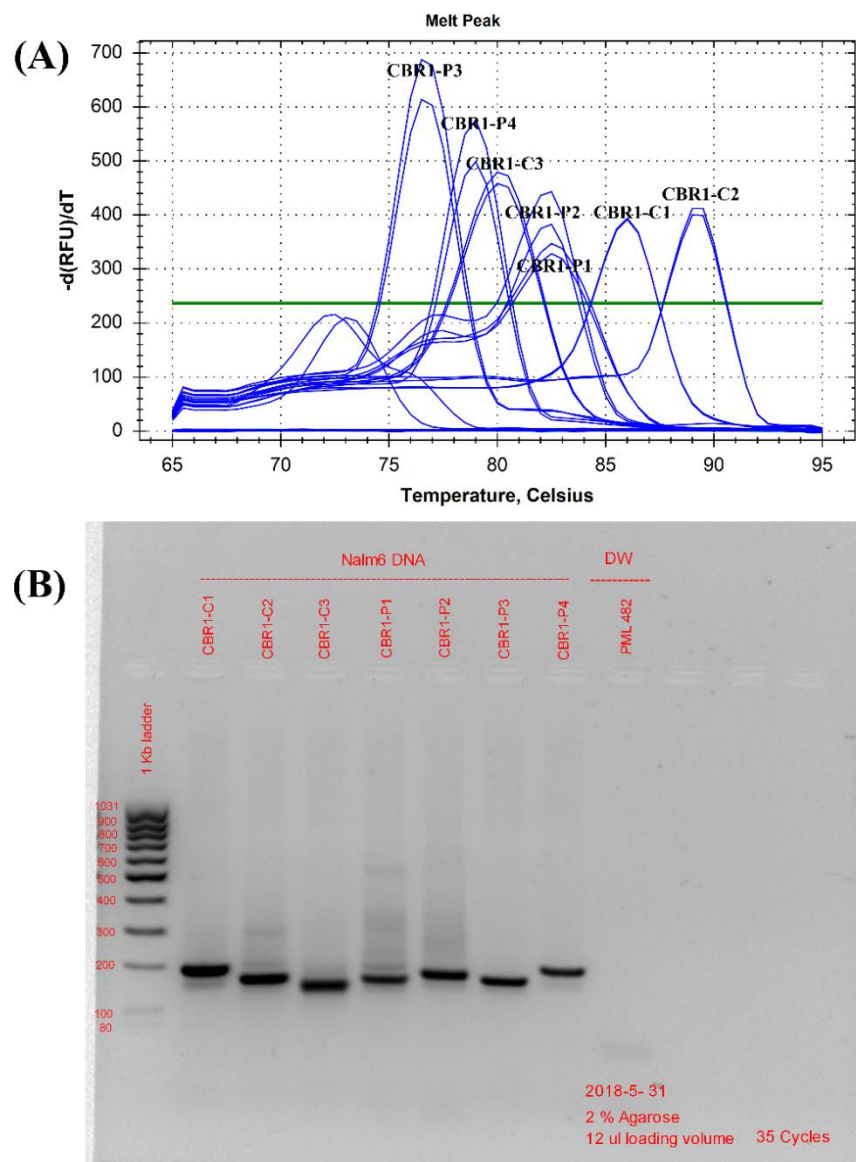 Melt Peak
(A)
-d(RFU)/dT
700
600
500
400
300
200
100
0
CBR1-P3
CBR1-P4
CBR1-C3
CBR1-P2
CBR1-P1
CBR1-C1
CBR1-C2
65 70 75 80 85 90 95
Temperature, Celsius
(B)
Nalm6 DNA
DW
CBR1-C1
CBR1-C2
CBR1-C3
CBR1-P1
CBR1-P2
CBR1-P3
CBR1-P4
PML 482
1 Kb ladder
1031
900
800
700
600
500
400
300
200
100
80
2018-5- 31
2 % Agarose
12 ul loading volume 35 Cycles